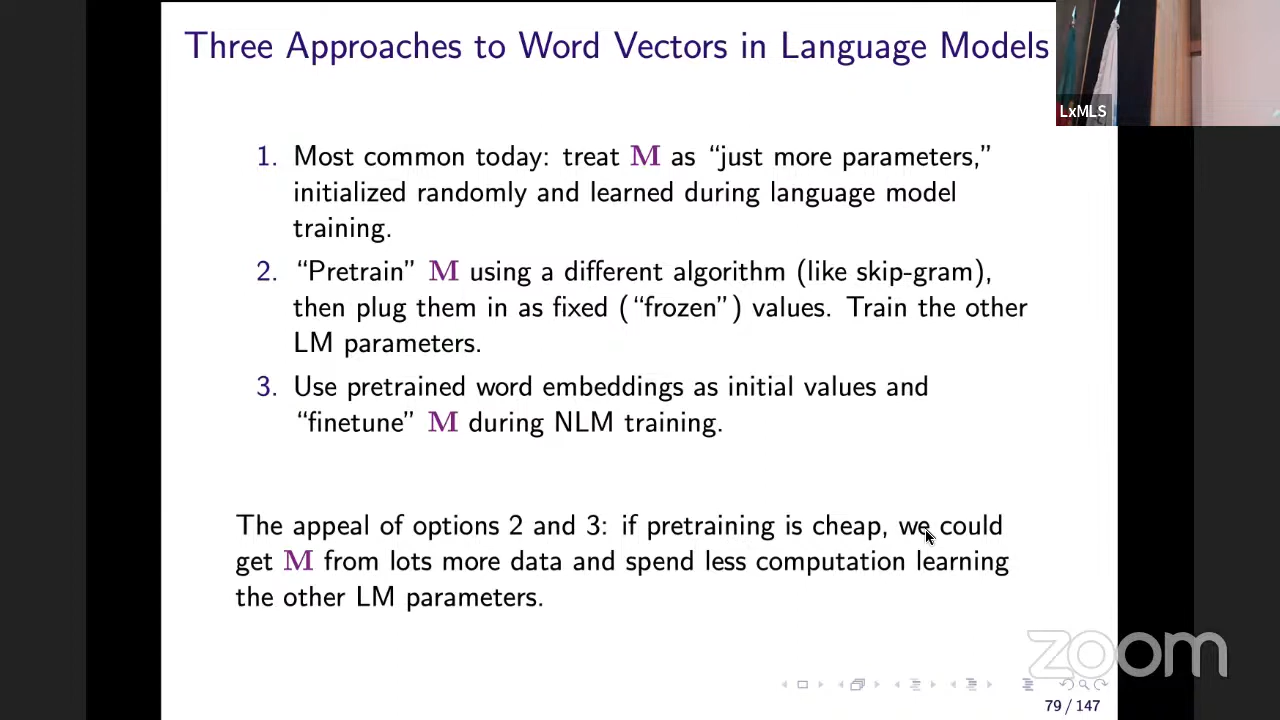 Three Approaches to Word Vectors in Language Models
LxMLS
1. Most common today: treat M as “just more parameters,”
initialized randomly and learned during language model
training.
2. “Pretrain” M using a different algorithm (like skip-gram),
then plug them in as fixed (“frozen”) values. Train the other
LM parameters.
3. Use pretrained word embeddings as initial values and
“finetune” M during NLM training.
The appeal of options 2 and 3: if pretraining is cheap, we could
get M from lots more data and spend less computation learning
the other LM parameters.
zoom
79 / 147